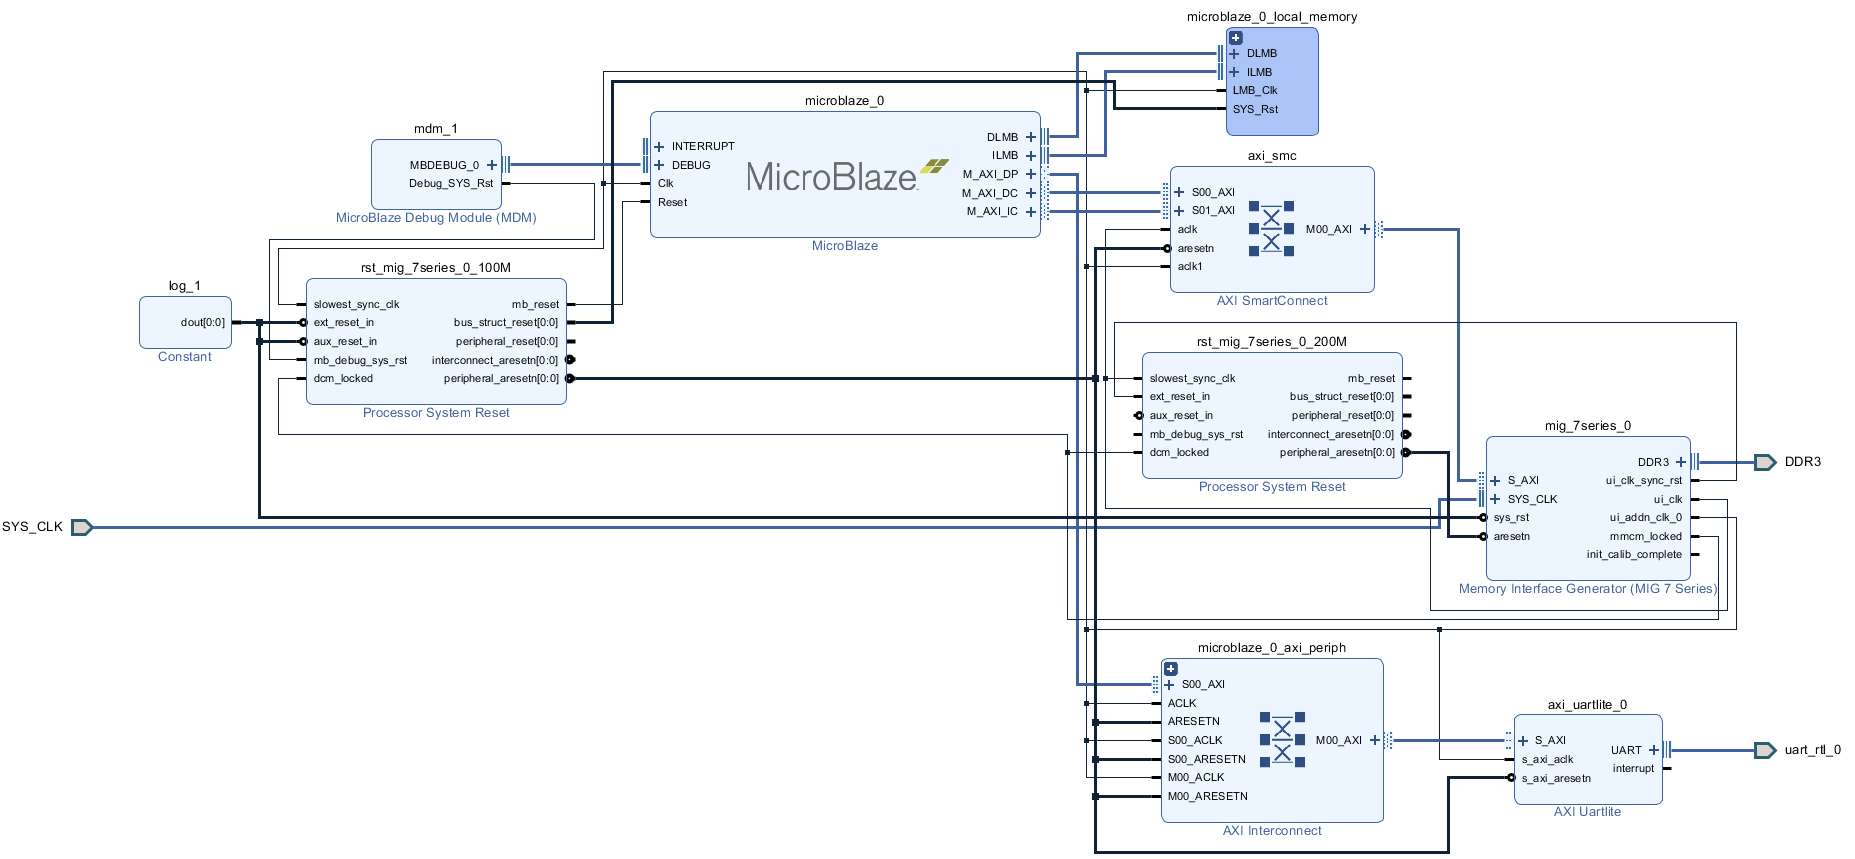 microblaze_0_local_memory
DLMB
ILMB
LMB_Clk
SYS_Rst
mdm_1
MBDEBUG_0
Debug_SYS_Rst
MicroBlaze Debug Module (MDM)
microblaze_0
INTERRUPT
DEBUG
Clk
Reset
MicroBlaze
DLMB
ILMB
M_AXI_DP
M_AXI_DC
M_AXI_IC
MicroBlaze
axi_smc
S00_AXI
S01_AXI
aclk
aresetn
aclk1
M00_AXI
AXI SmartConnect
log_1
dout[0:0]
Constant
rst_mig_7series_0_100M
slowest_sync_clk
ext_reset_in
aux_reset_in
mb_debug_sys_rst
dcm_locked
mb_reset
bus_struct_reset[0:0]
peripheral_reset[0:0]
interconnect_aresetn[0:0]
peripheral_aresetn[0:0]
Processor System Reset
rst_mig_7series_0_200M
slowest_sync_clk
ext_reset_in
aux_reset_in
mb_debug_sys_rst
dcm_locked
mb_reset
bus_struct_reset[0:0]
peripheral_reset[0:0]
interconnect_aresetn[0:0]
peripheral_aresetn[0:0]
Processor System Reset
mig_7series_0
S_AXI
SYS_CLK
sys_rst
aresetn
DDR3
ui_clk_sync_rst
ui_clk
ui_addn_clk_0
mmcm_locked
init_calib_complete
Memory Interface Generator (MIG 7 Series)
DDR3
SYS_CLK
microblaze_0_axi_periph
S00_AXI
ACLK
ARESETN
S00_ACLK
S00_ARESETN
M00_ACLK
M00_ARESETN
M00_AXI
AXI Interconnect
axi_uartlite_0
S_AXI
s_axi_aclk
s_axi_aresetn
UART
interrupt
AXI Uartlite
uart_rtl_0